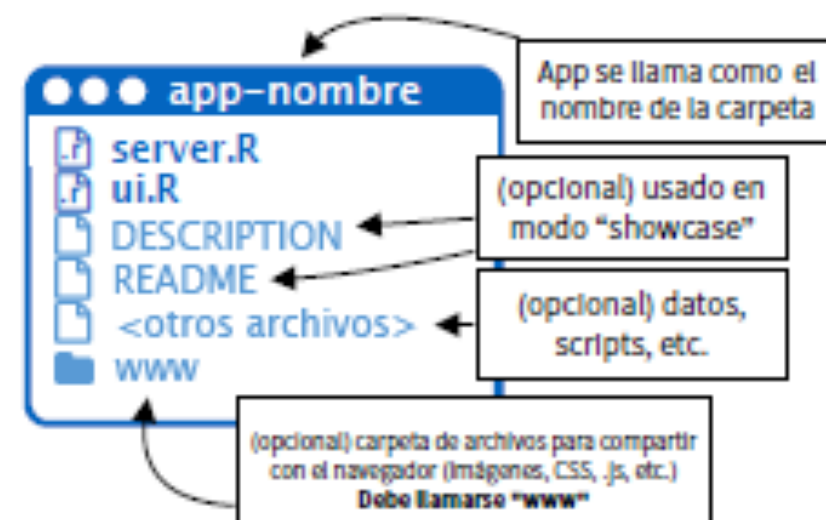 App se llama como el
nombre de la carpeta
app-nombre
server.R
ui.R
(opcional) usado en
modo "showcase"
DESCRIPTION
README
<otros archivos>
(opcional) datos,
scripts, etc.
www
(opcional) carpeta de archivos para compartir
con el navegador (imágenes, CSS, .js, etc.)
Debe llamarse "www"